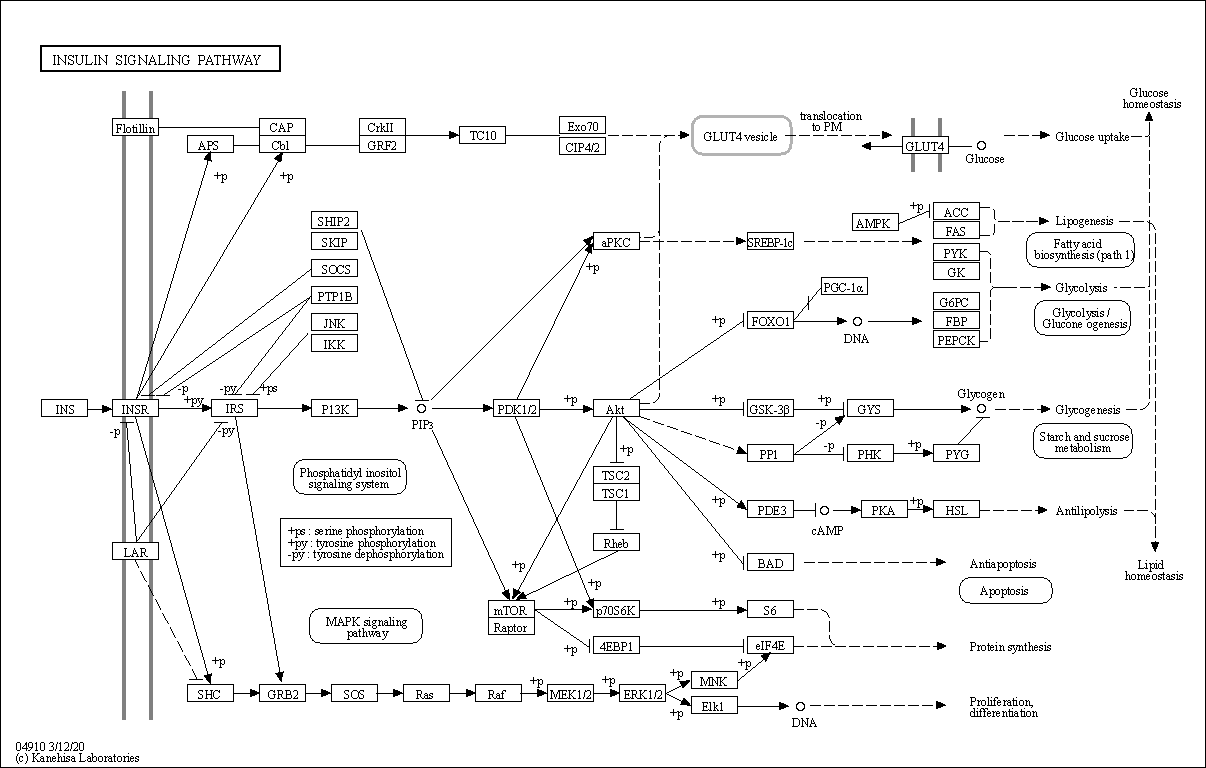 INSULIN SIGNALING PATHWAY
Glucose
homeostasis
Flotillin
CAP
APS
Cbl
CrkII
GRF2
TC10
Exo70
CIP4/2
GLUT4 vesicle
translocation
to PM
GLUT4
Glucose
Glucose uptake
+p
+p
SHIP2
SKIP
SOCS
PTP1B
JNK
IKK
aPKC
+p
SREBP-1c
AMPK
+p
ACC
FAS
PYK
GK
G6PC
FBP
PEPCK
Lipogenesis
Fatty acid
biosynthesis (path 1)
Glycolysis
Glycolysis /
Glucone ogenesis
PGC-1α
+p
FOXO1
DNA
-p
+py
-py
+ps
INS
INSR
IRS
P13K
PIP3
PDK1/2
+p
Akt
+p
GSK-3β
+p
GYS
Glycogen
Glycogenesis
-p
-py
-p
PP1
-p
PHK
+p
PYG
Starch and sucrose
metabolism
Phosphatidyl inositol
signaling system
+p
TSC2
TSC1
+p
PDE3
cAMP
PKA
+p
HSL
Antilipolysis
+ps : serine phosphorylation
+py : tyrosine phosphorylation
-py : tyrosine dephosphorylation
LAR
Rheb
+p
BAD
Antiapoptosis
Apoptosis
Lipid
homeostasis
+p
+p
mTOR
Raptor
+p
p70S6K
+p
S6
MAPK signaling
pathway
+p
4EBP1
eIF4E
Protein synthesis
+p
+p
SHC
GRB2
SOS
Ras
Raf
+p
MEK1/2
+p
ERK1/2
+p
MNK
+p
Elk1
DNA
Proliferation,
differentiation
04910 3/12/20
(c) Kanehisa Laboratories